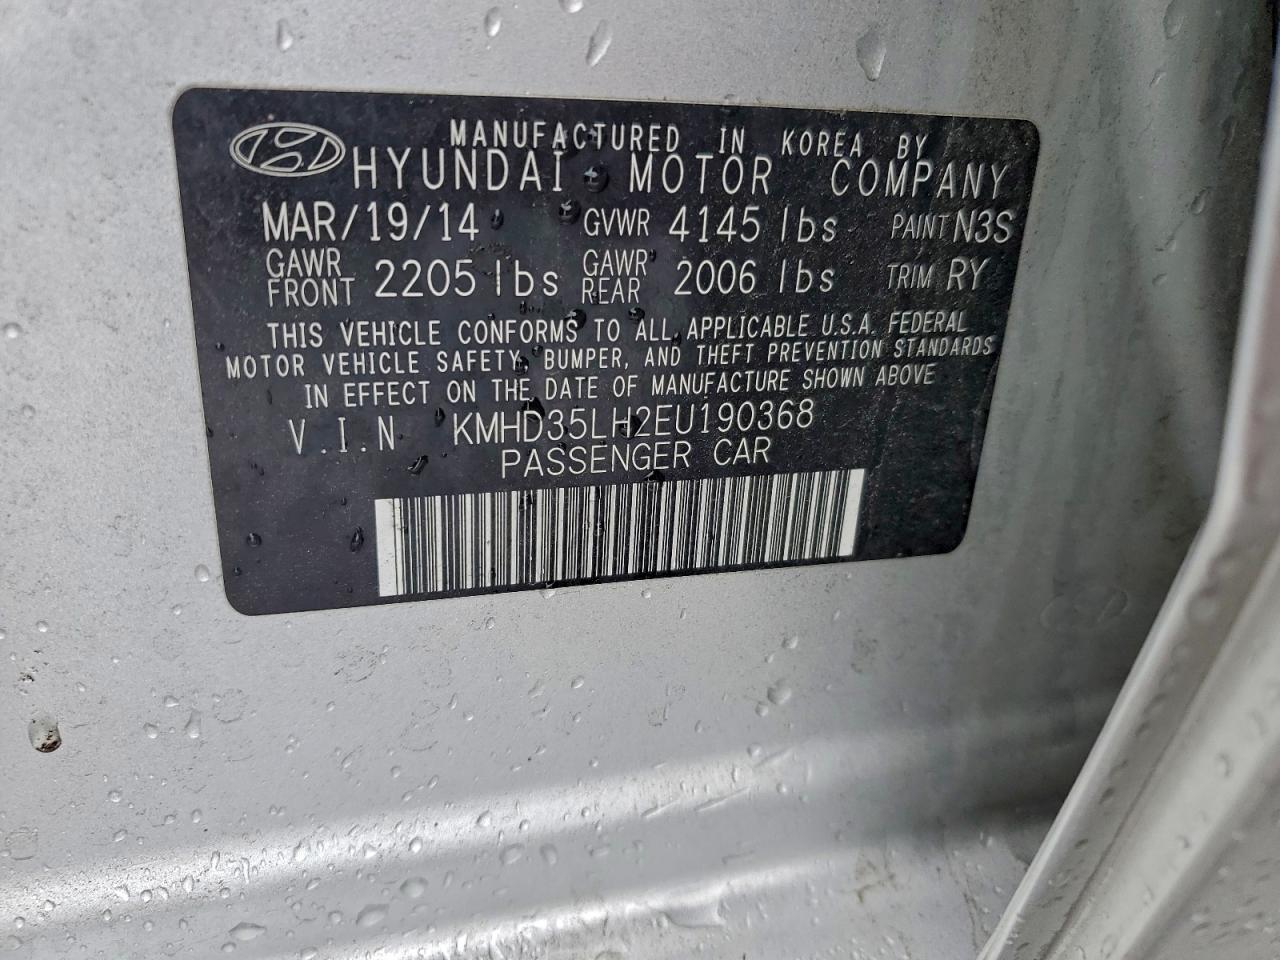 MANUFACTURED IN KOREA BY
HYUNDAI MOTOR COMPANY
MAR/19/14 GVWR 4145 lbs PAINT N3S
GAWR FRONT 2205 lbs GAWR REAR 2006 lbs TRIM RY
THIS VEHICLE CONFORMS TO ALL APPLICABLE U.S.A. FEDERAL
MOTOR VEHICLE SAFETY, BUMPER, AND THEFT PREVENTION STANDARDS
IN EFFECT ON THE DATE OF MANUFACTURE SHOWN ABOVE
V.I.N KMHD35LH2EU190368
PASSENGER CAR